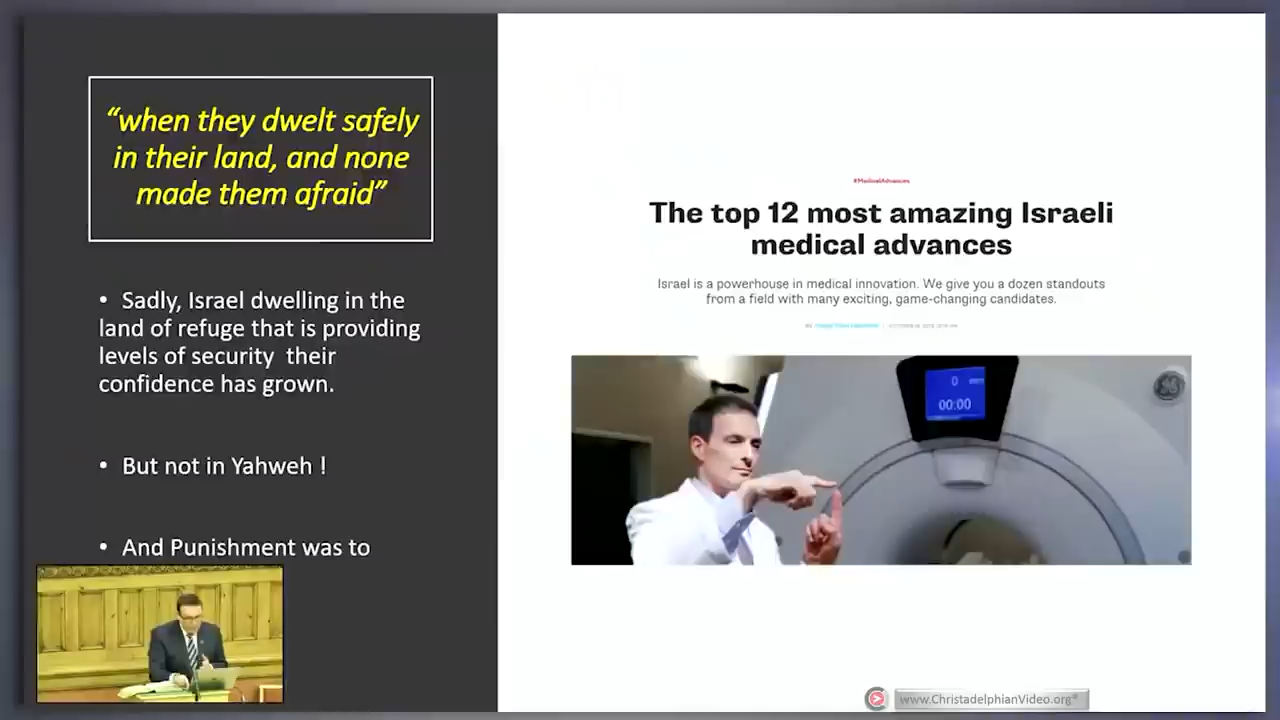 “when they dwelt safely
in their land, and none
made them afraid”
• Sadly, Israel dwelling in the
land of refuge that is providing
levels of security their
confidence has grown.
• But not in Yahweh !
• And Punishment was to
#MedicalAdvances
The top 12 most amazing Israeli
medical advances
Israel is a powerhouse in medical innovation. We give you a dozen standouts
from a field with many exciting, game-changing candidates.
0
00:00
www.ChristadelphianVideo.org®